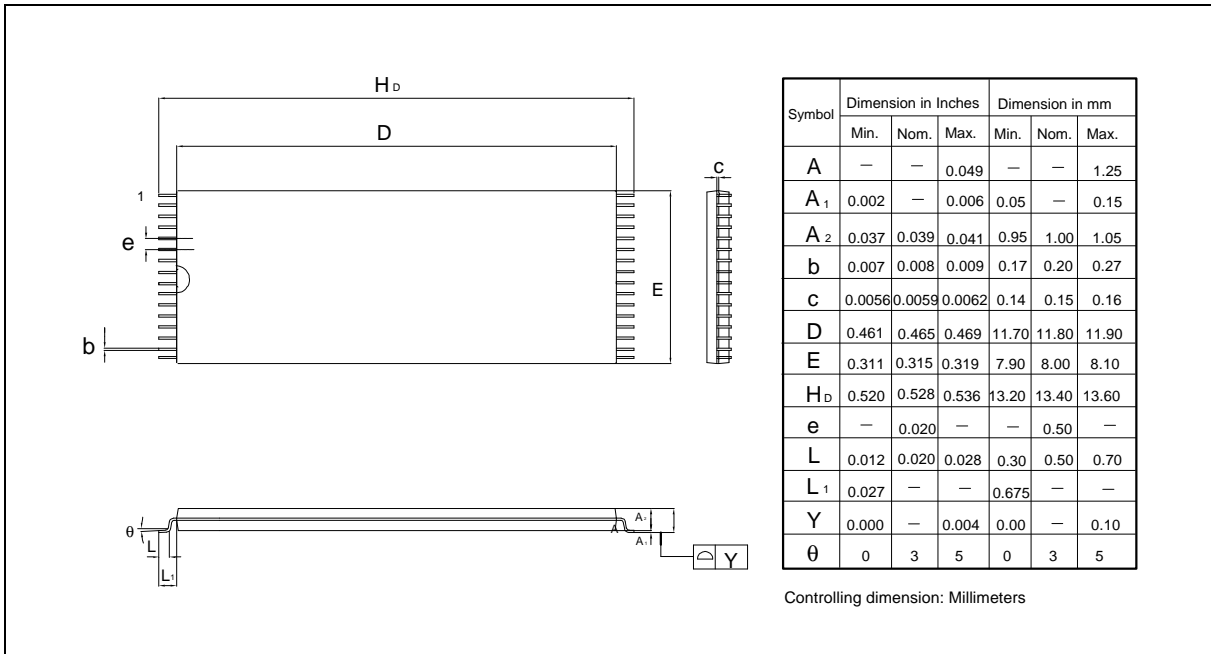 H D
D
1
e
b
E
c
θ
L
L1
A2
A
A1
Y
Symbol Dimension in Inches Dimension in mm
Min. Nom. Max. Min. Nom. Max.
A — — 0.049 — — 1.25
A 1 0.002 — 0.006 0.05 — 0.15
A 2 0.037 0.039 0.041 0.95 1.00 1.05
b 0.007 0.008 0.009 0.17 0.20 0.27
c 0.0056 0.0059 0.0062 0.14 0.15 0.16
D 0.461 0.465 0.469 11.70 11.80 11.90
E 0.311 0.315 0.319 7.90 8.00 8.10
H D 0.520 0.528 0.536 13.20 13.40 13.60
e — 0.020 — — 0.50 —
L 0.012 0.020 0.028 0.30 0.50 0.70
L 1 0.027 — — 0.675 — —
Y 0.000 — 0.004 0.00 — 0.10
θ 0 3 5 0 3 5
Controlling dimension: Millimeters